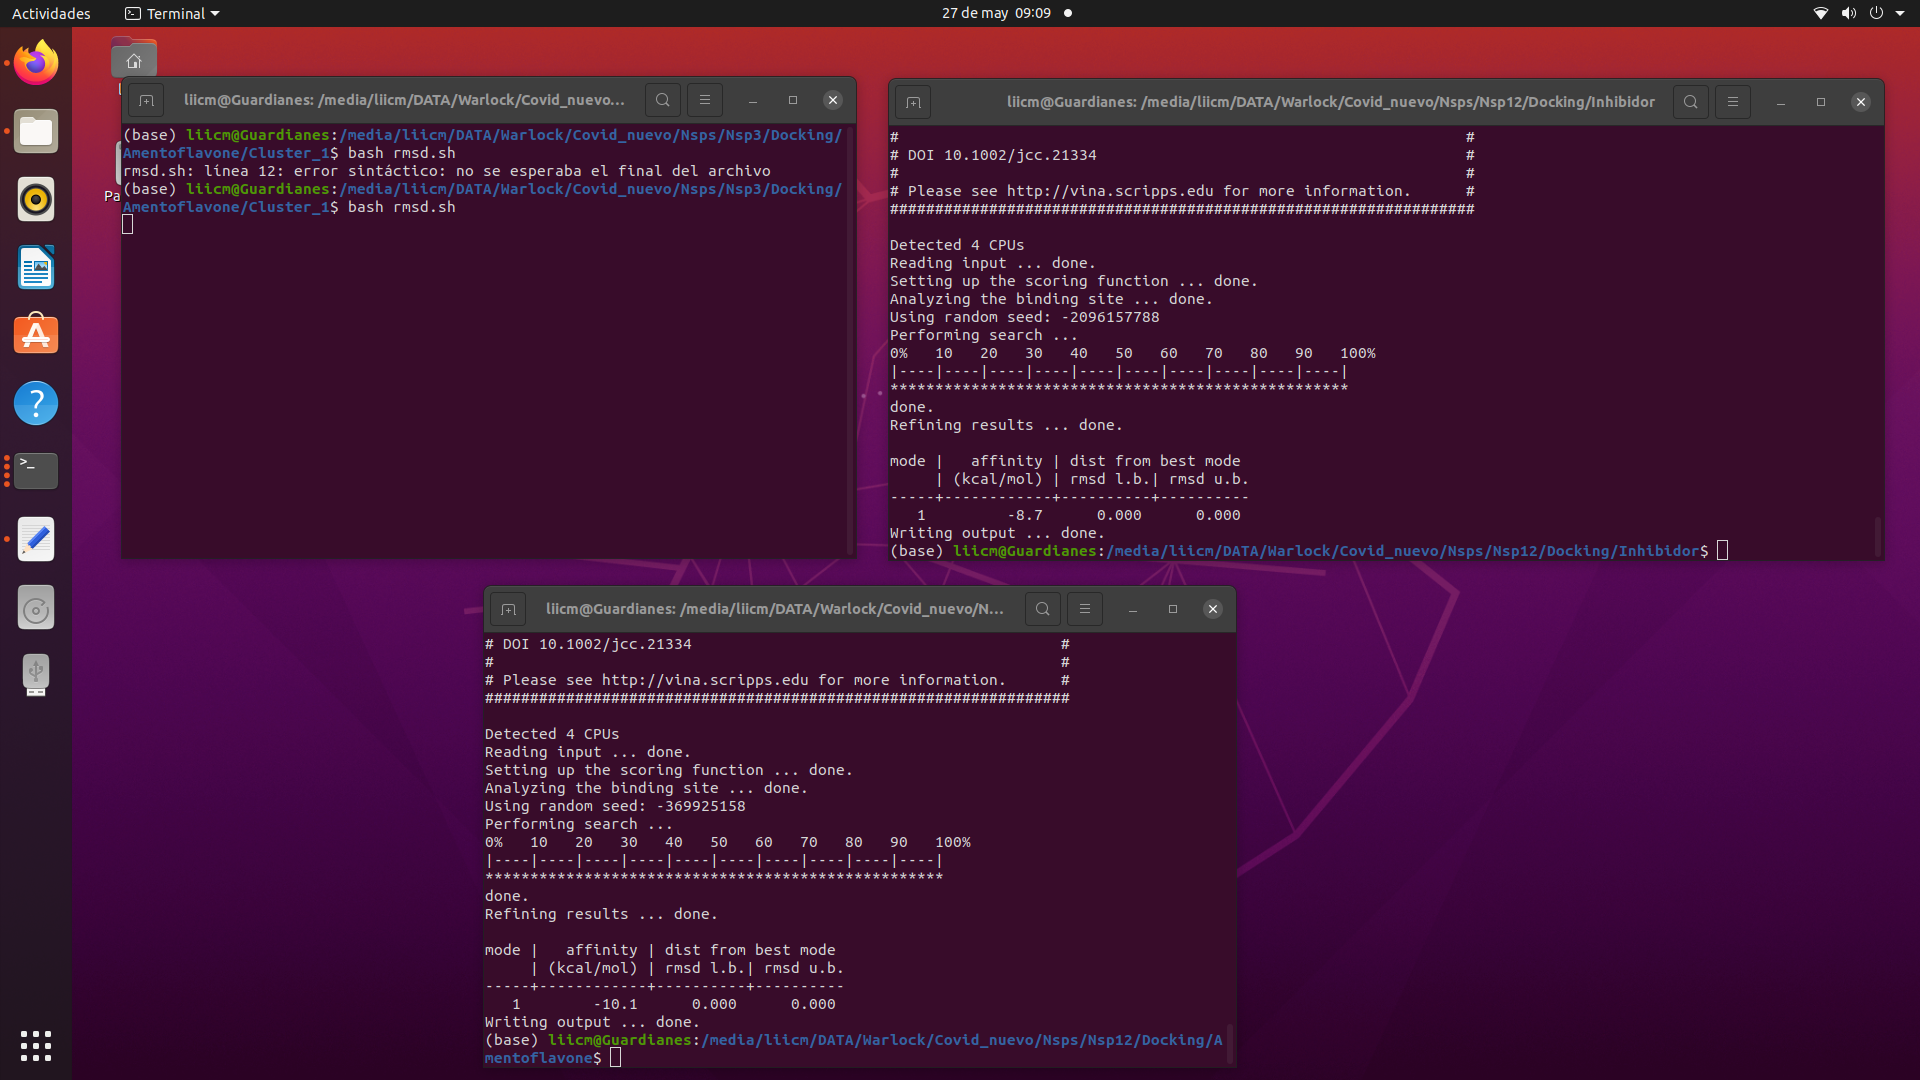 Actividades
Terminal
27 de may 09:09
Pa
liicm@Guardianes: /media/liicm/DATA/Warlock/Covid_nuevo...
(base) liicm@Guardianes:/media/liicm/DATA/Warlock/Covid_nuevo/Nsps/Nsp3/Docking/
Amentoflavone/Cluster_1$ bash rmsd.sh
rmsd.sh: línea 12: error sintáctico: no se esperaba el final del archivo
(base) liicm@Guardianes:/media/liicm/DATA/Warlock/Covid_nuevo/Nsps/Nsp3/Docking/
Amentoflavone/Cluster_1$ bash rmsd.sh
liicm@Guardianes: /media/liicm/DATA/Warlock/Covid_nuevo/Nsps/Nsp12/Docking/Inhibidor
# #
# DOI 10.1002/jcc.21334 #
# #
# Please see http://vina.scripps.edu for more information. #
#################################################################
Detected 4 CPUs
Reading input ... done.
Setting up the scoring function ... done.
Analyzing the binding site ... done.
Using random seed: -2096157788
Performing search ...
0% 10 20 30 40 50 60 70 80 90 100%
|----|----|----|----|----|----|----|----|----|----|
***************************************************
done.
Refining results ... done.
mode | affinity | dist from best mode
| (kcal/mol) | rmsd l.b.| rmsd u.b.
-----+------------+----------+----------
1 -8.7 0.000 0.000
Writing output ... done.
(base) liicm@Guardianes:/media/liicm/DATA/Warlock/Covid_nuevo/Nsps/Nsp12/Docking/Inhibidor$
liicm@Guardianes: /media/liicm/DATA/Warlock/Covid_nuevo/N...
# DOI 10.1002/jcc.21334 #
# #
# Please see http://vina.scripps.edu for more information. #
#################################################################
Detected 4 CPUs
Reading input ... done.
Setting up the scoring function ... done.
Analyzing the binding site ... done.
Using random seed: -369925158
Performing search ...
0% 10 20 30 40 50 60 70 80 90 100%
|----|----|----|----|----|----|----|----|----|----|
***************************************************
done.
Refining results ... done.
mode | affinity | dist from best mode
| (kcal/mol) | rmsd l.b.| rmsd u.b.
-----+------------+----------+----------
1 -10.1 0.000 0.000
Writing output ... done.
(base) liicm@Guardianes:/media/liicm/DATA/Warlock/Covid_nuevo/Nsps/Nsp12/Docking/A
mentoflavone$